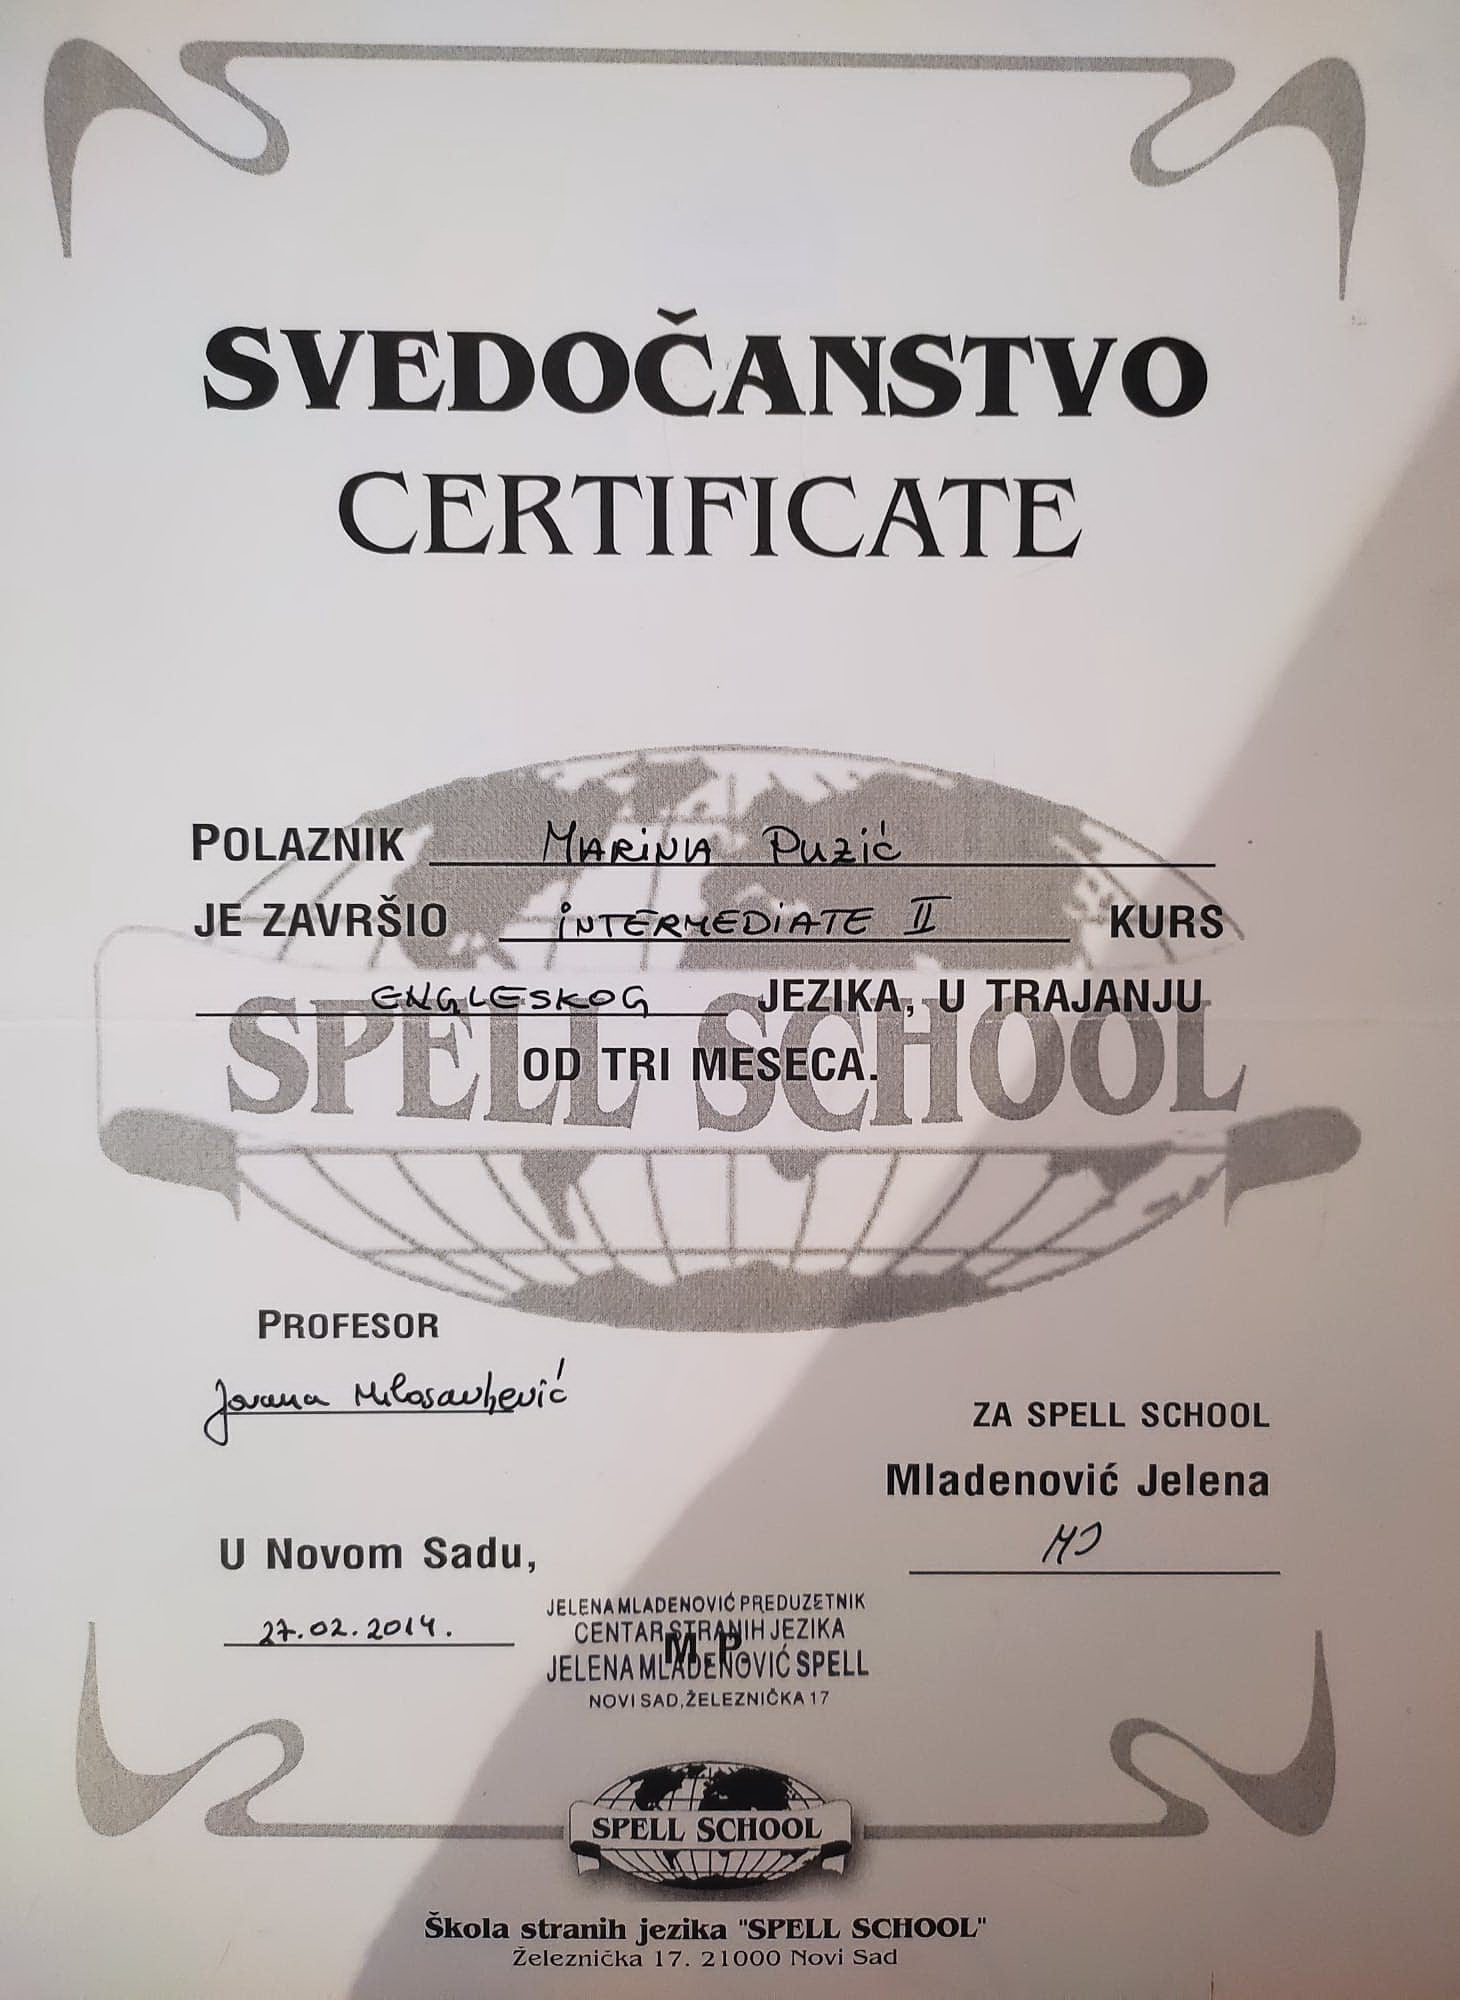 SVEDOČANSTVO
CERTIFICATE
POLAZNIK Marina Puzić
JE ZAVRŠIO INTERMEDIATE II KURS
ENGLESKOG JEZIKA, U TRAJANJU
OD TRI MESECA.
SPELL SCHOOL
PROFESOR
Jovana Milosavljević
ZA SPELL SCHOOL
Mladenović Jelena
MJ
U NOVOM SADU,
27.02.2014.
JELENA MLADENOVIĆ PREDUZETNIK
CENTAR STRANIH JEZIKA
M.P.
JELENA MLADENOVIĆ SPELL
NOVI SAD, ŽELEZNIČKA 17
SPELL SCHOOL
Škola stranih jezika "SPELL SCHOOL"
Železnička 17. 21000 Novi Sad